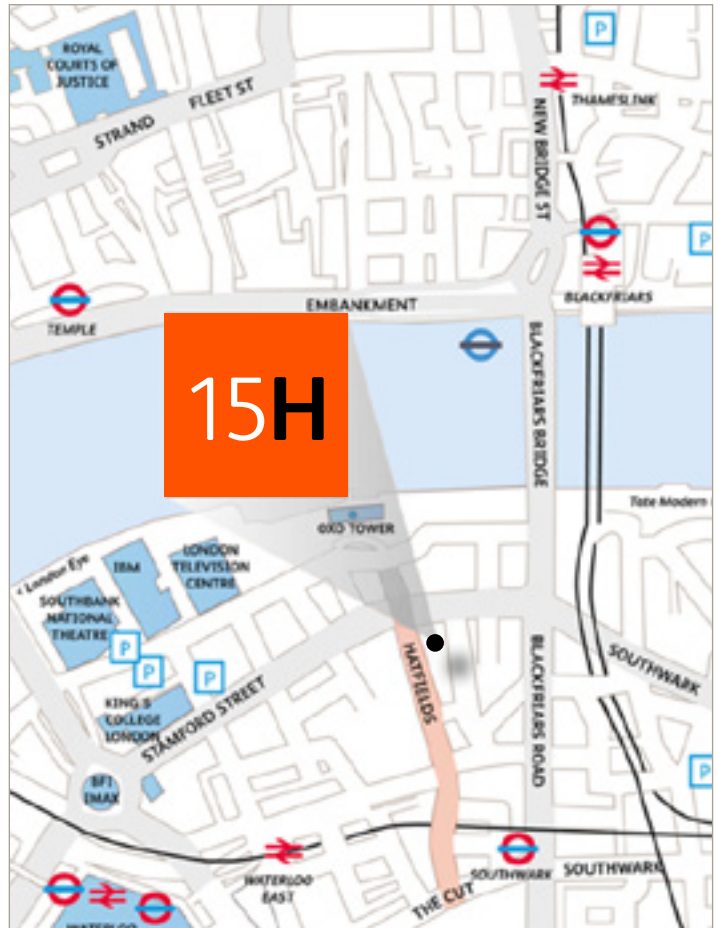 ROYAL
COURTS OF
JUSTICE
P
FLEET ST
STRAND
THAMESLINK
NEW BRIDGE ST
P
BLACKFRIARS
EMBANKMENT
TEMPLE
15H
BLACKFRIARS BRIDGE
Tate Modern
OXO TOWER
LONDON
TELEVISION
CENTRE
IBM
London Eye
SOUTHBANK
NATIONAL
THEATRE
P
P
P
HATFIELDS
SOUTHWARK
BLACKFRIARS ROAD
KING'S
COLLEGE
LONDON
STAMFORD STREET
BFI
IMAX
P
WATERLOO
EAST
SOUTHWARK
SOUTHWARK
THE CUT
WATERLOO